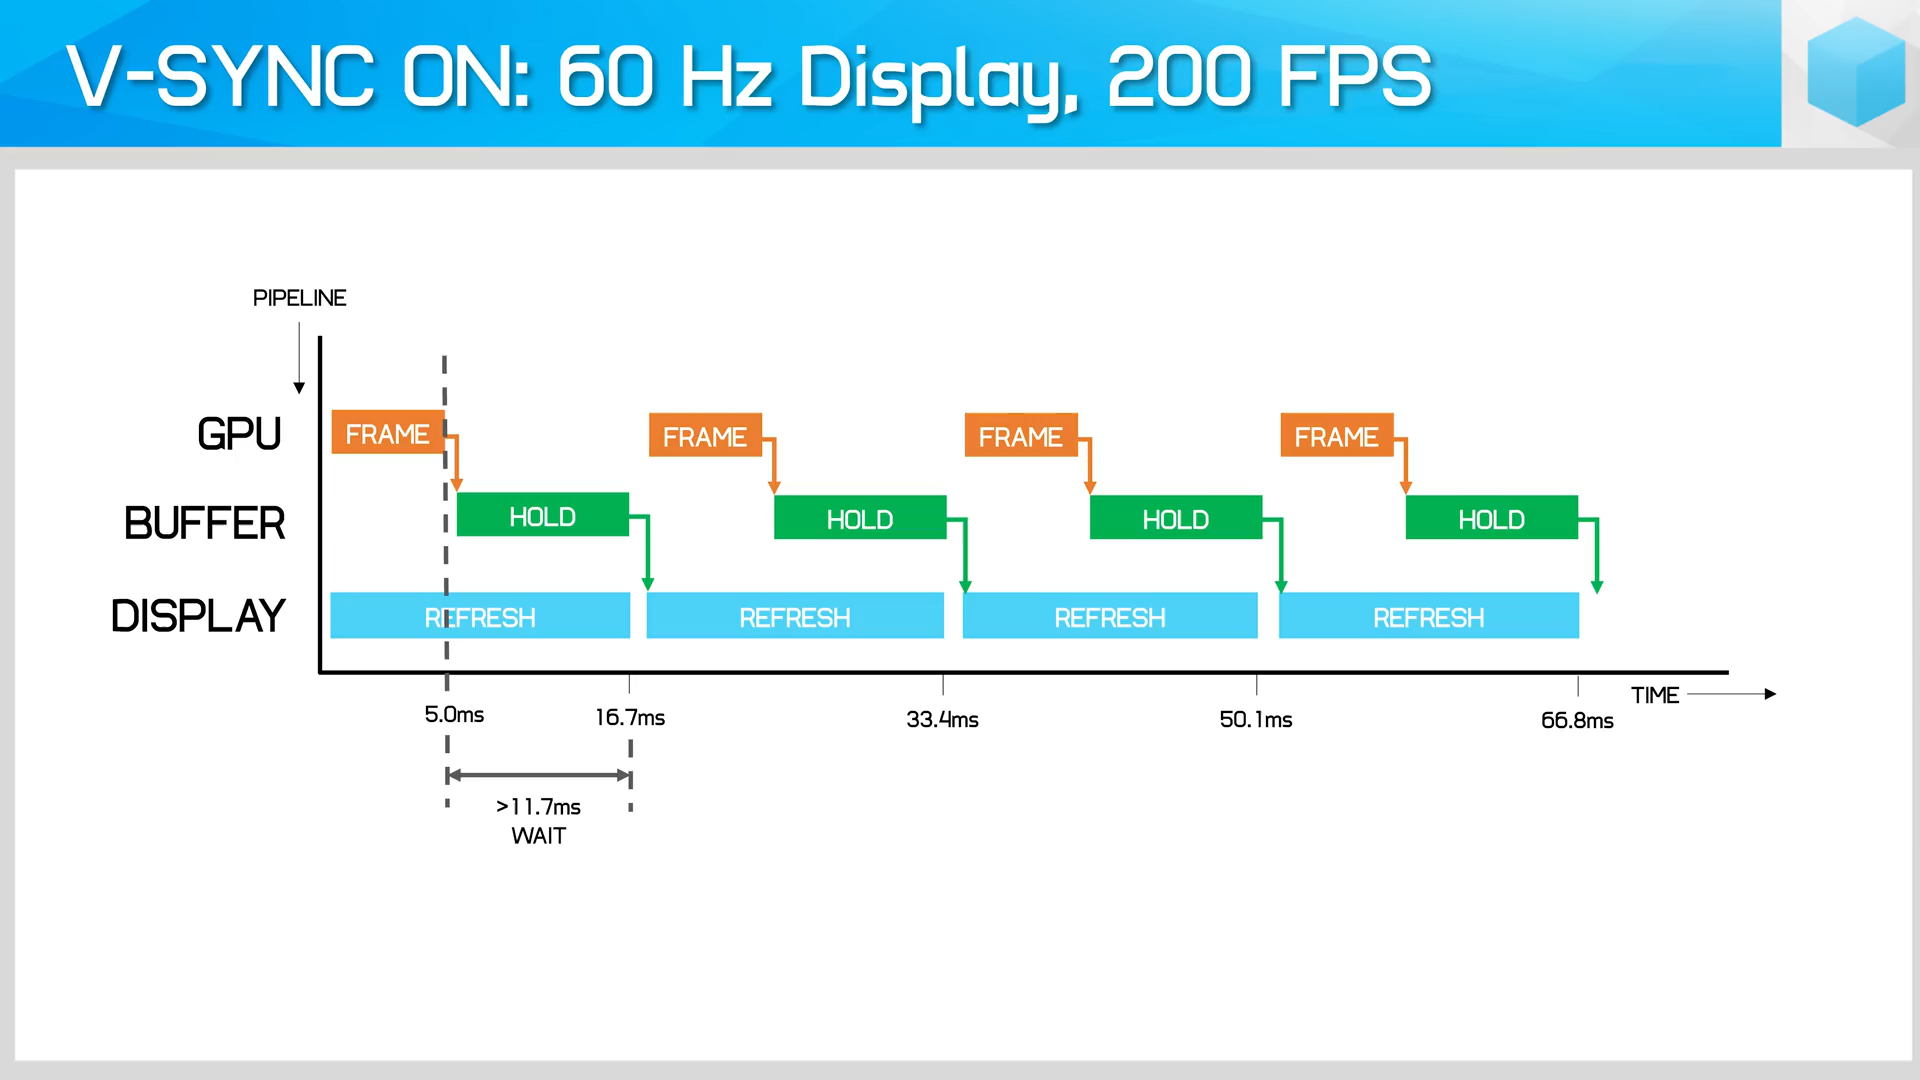 V-SYNC ON: 60 Hz Display, 200 FPS
PIPELINE
GPU
FRAME
FRAME
FRAME
FRAME
BUFFER
HOLD
HOLD
HOLD
HOLD
DISPLAY
REFRESH
REFRESH
REFRESH
REFRESH
TIME
5.0ms
16.7ms
33.4ms
50.1ms
66.8ms
>11.7ms
WAIT